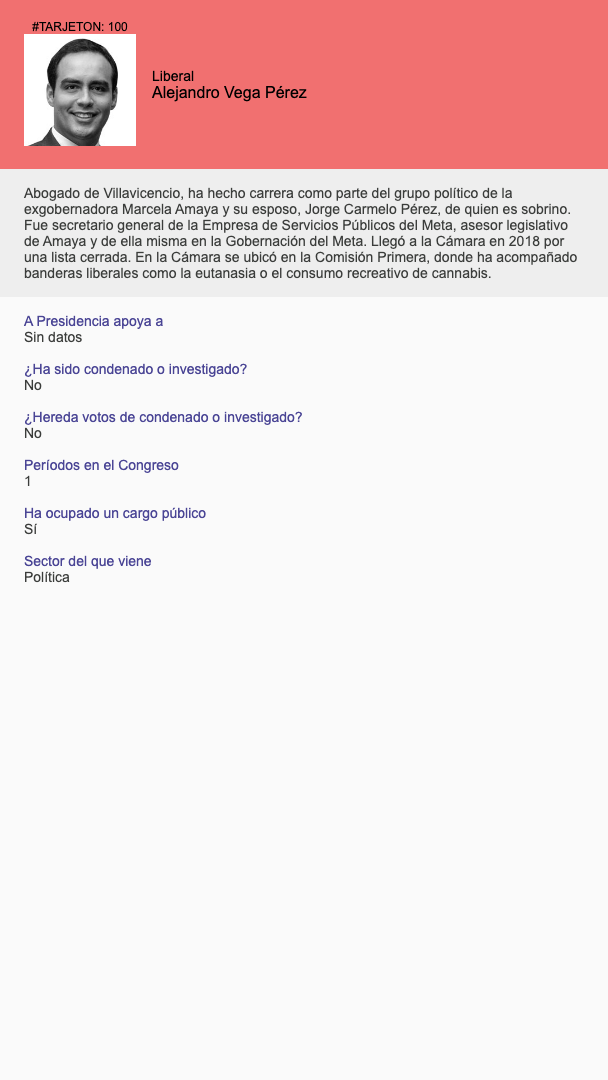 #TARJETON: 100
Liberal
Alejandro Vega Pérez
Abogado de Villavicencio, ha hecho carrera como parte del grupo político de la
exgobernadora Marcela Amaya y su esposo, Jorge Carmelo Pérez, de quien es sobrino.
Fue secretario general de la Empresa de Servicios Públicos del Meta, asesor legislativo
de Amaya y de ella misma en la Gobernación del Meta. Llegó a la Cámara en 2018 por
una lista cerrada. En la Cámara se ubicó en la Comisión Primera, donde ha acompañado
banderas liberales como la eutanasia o el consumo recreativo de cannabis.
A Presidencia apoya a
Sin datos
¿Ha sido condenado o investigado?
No
¿Hereda votos de condenado o investigado?
No
Períodos en el Congreso
1
Ha ocupado un cargo público
Sí
Sector del que viene
Política